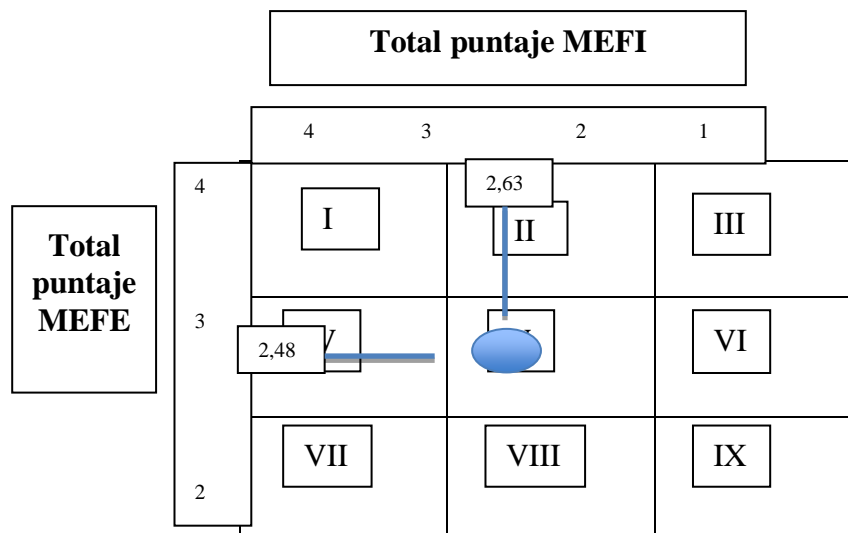 Total puntaje MEFI
4 3 2 1
4
2,63
I
II
III
Total
puntaje
MEFE
3
2,48
VI
VII
VIII
IX
2